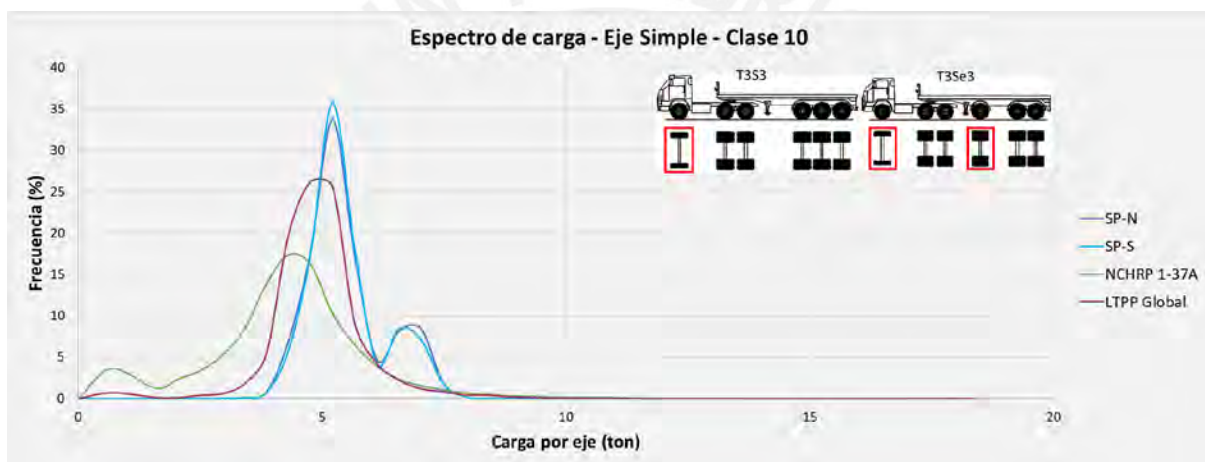 Espectro de carga - Eje Simple - Clase 10
T3S3
T3Se3
Frecuencia (%)
40
35
30
25
20
15
10
5
0
0
5
10
15
20
Carga por eje (ton)
SP-N
SP-S
NCHRP 1-37A
LTPP Global